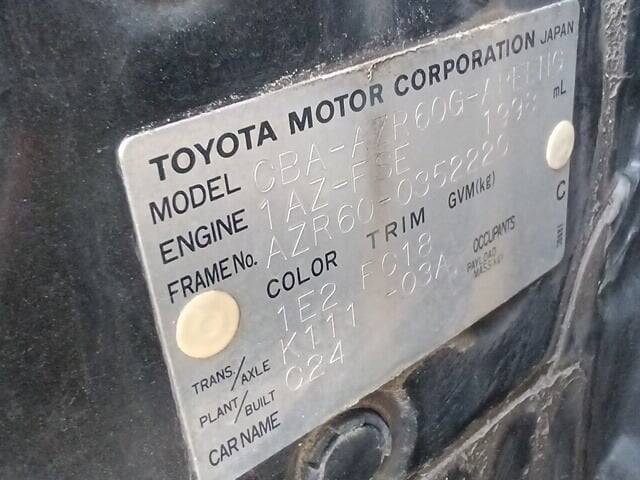 TOYOTA MOTOR CORPORATION JAPAN
MODEL CBA-AZR60G-
ENGINE 1AZ-FSE 1998 mL
FRAME No. AZR60-0352220
COLOR TRIM GVM(kg) C
1E2 FC18 OCCUPANTS
PAYLOAD
TRANS./AXLE K111 -03A
PLANT/BUILT C24
CAR NAME